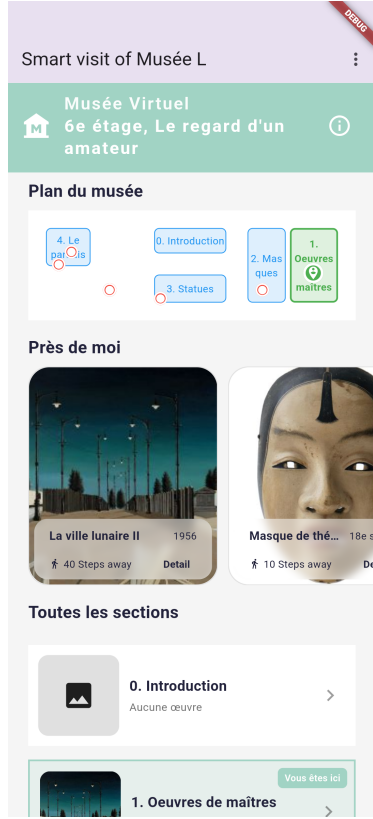 DEBUG
Smart visit of Musée L
M
Musée Virtuel
6e étage, Le regard d'un
amateur
Plan du musée
4. Le
0. Introduction
2. Mas
ques
1.
Oeuvres
maîtres
3. Statues
Près de moi
La ville lunaire II
1956
40 Steps away
Detail
Masque de thé…
18e s
10 Steps away
De
Toutes les sections
0. Introduction
Aucune œuvre
Vous êtes ici
1. Oeuvres de maîtres